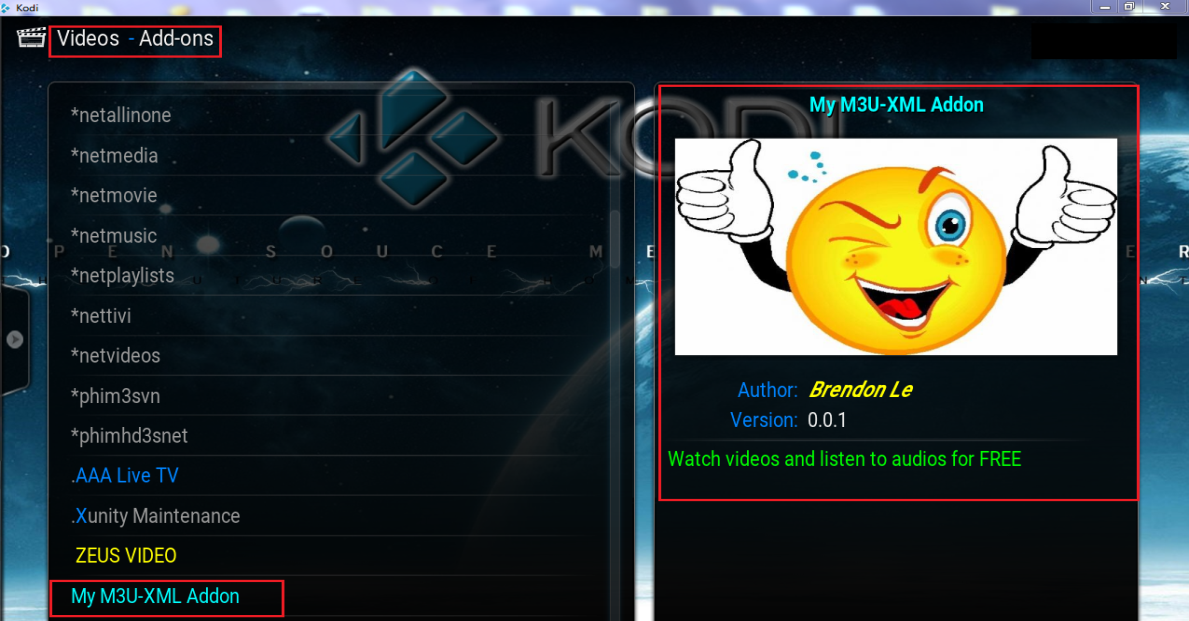 Kodi
Videos - Add-ons
*netallinone
*netmedia
*netmovie
*netmusic
*netplaylists
*nettivi
*netvideos
*phim3svn
*phimhd3snet
.AAA Live TV
.Xunity Maintenance
ZEUS VIDEO
My M3U-XML Addon
KODI
P E N S O U C E M E
My M3U-XML Addon
Author: Brendon Le
Version: 0.0.1
Watch videos and listen to audios for FREE